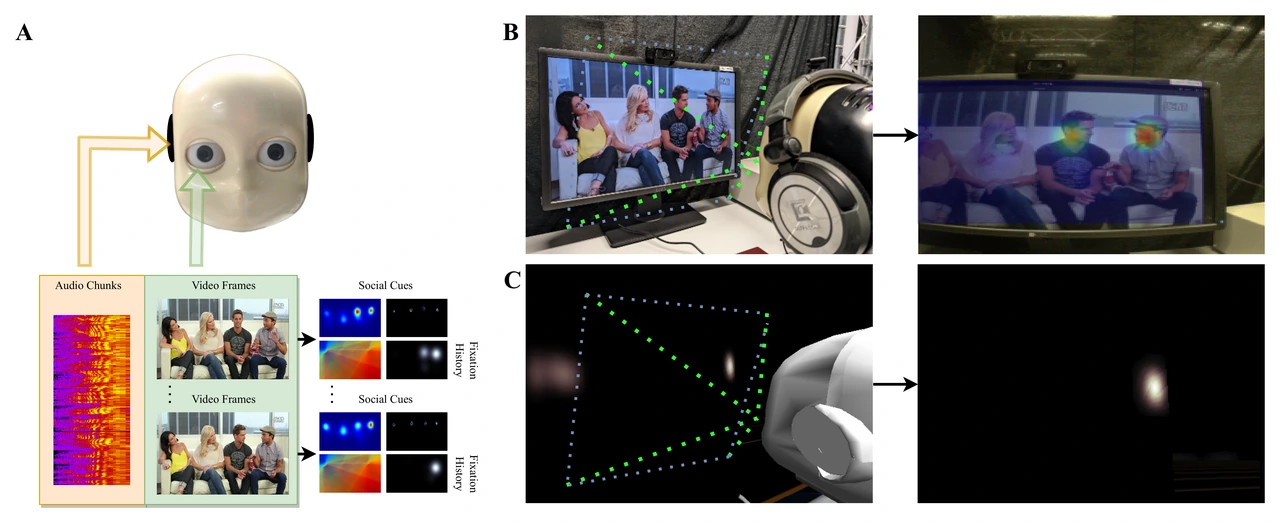 A
Audio Chunks
Video Frames
Social Cues
Fixation
History
Video Frames
Social Cues
Fixation
History
B
C